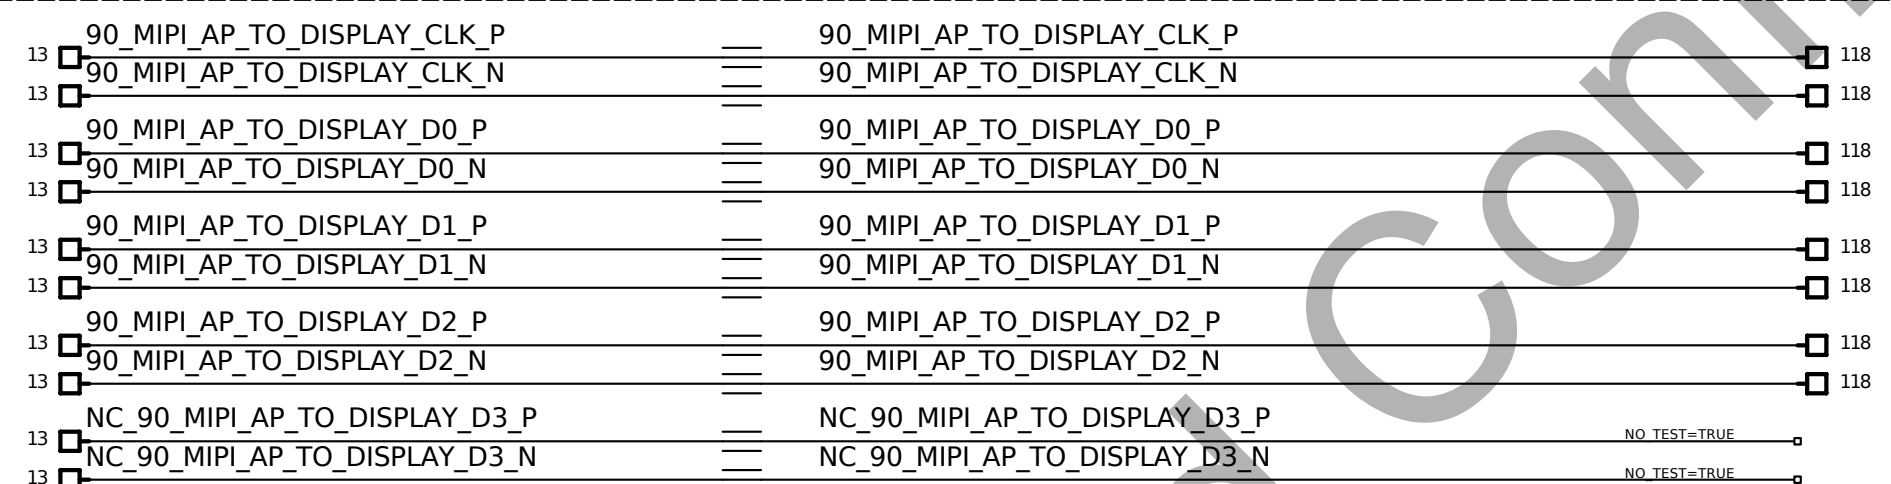 90_MIPI_AP_TO_DISPLAY_CLK_P 90_MIPI_AP_TO_DISPLAY_CLK_P
13 118
90_MIPI_AP_TO_DISPLAY_CLK_N 90_MIPI_AP_TO_DISPLAY_CLK_N
13 118
90_MIPI_AP_TO_DISPLAY_D0_P 90_MIPI_AP_TO_DISPLAY_D0_P
13 118
90_MIPI_AP_TO_DISPLAY_D0_N 90_MIPI_AP_TO_DISPLAY_D0_N
13 118
90_MIPI_AP_TO_DISPLAY_D1_P 90_MIPI_AP_TO_DISPLAY_D1_P
13 118
90_MIPI_AP_TO_DISPLAY_D1_N 90_MIPI_AP_TO_DISPLAY_D1_N
13 118
90_MIPI_AP_TO_DISPLAY_D2_P 90_MIPI_AP_TO_DISPLAY_D2_P
13 118
90_MIPI_AP_TO_DISPLAY_D2_N 90_MIPI_AP_TO_DISPLAY_D2_N
13 118
NC_90_MIPI_AP_TO_DISPLAY_D3_P NC_90_MIPI_AP_TO_DISPLAY_D3_P
13 NO_TEST=TRUE
NC_90_MIPI_AP_TO_DISPLAY_D3_N NC_90_MIPI_AP_TO_DISPLAY_D3_N
13 NO_TEST=TRUE